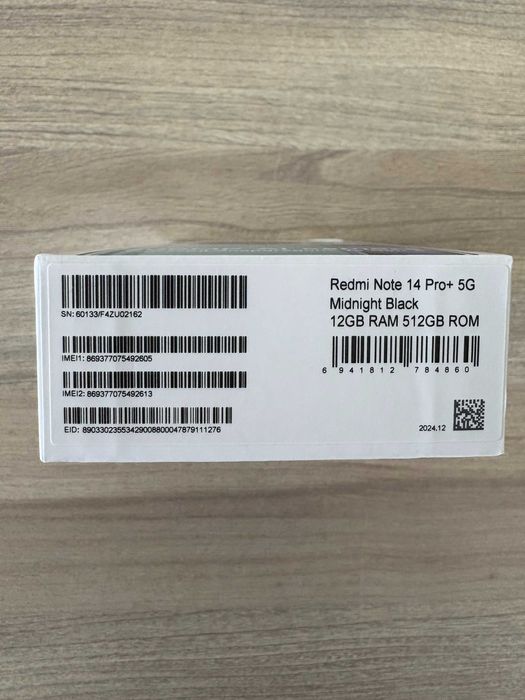 SN: 60133/F4ZU02162
IMEI1: 869377075492605
IMEI2: 869377075492613
EID: 89033023553429008800047879111276
Redmi Note 14 Pro+ 5G
Midnight Black
12GB RAM 512GB ROM
6 941812 784860
2024.12